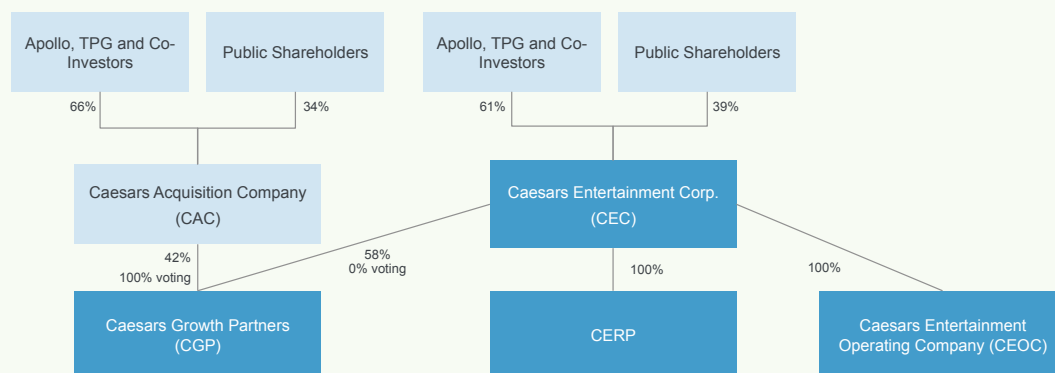 Apollo, TPG and Co-
Investors
Public Shareholders
Apollo, TPG and Co-
Investors
Public Shareholders
66%
34%
61%
39%
Caesars Acquisition Company
(CAC)
Caesars Entertainment Corp.
(CEC)
42%
100% voting
58%
0% voting
100%
100%
Caesars Growth Partners
(CGP)
CERP
Caesars Entertainment
Operating Company (CEOC)